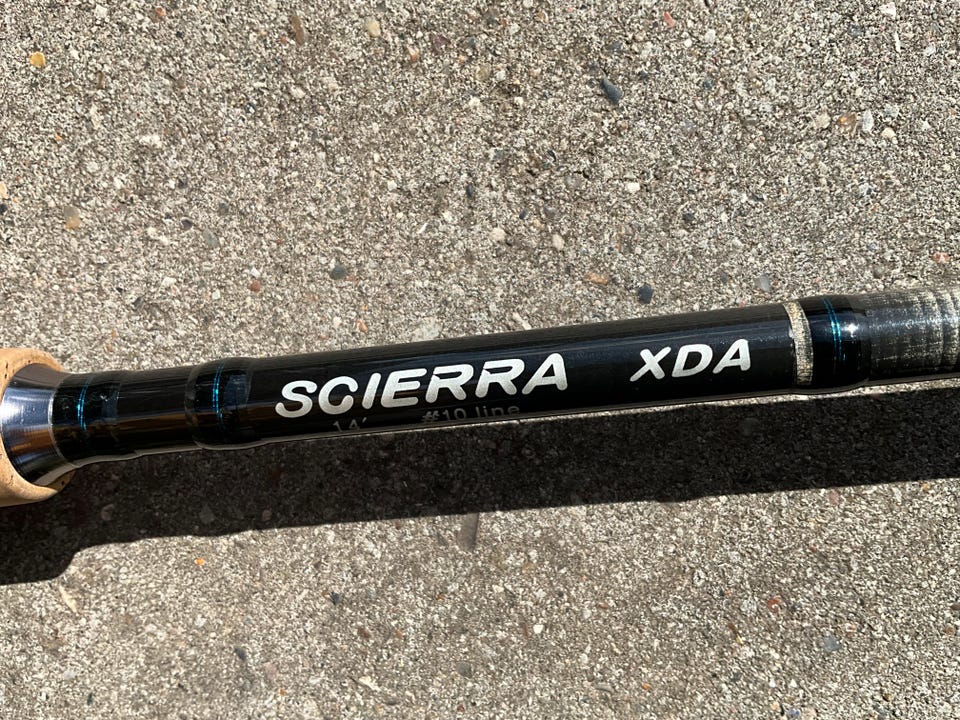 SCIERRA XDA
14' #10 line